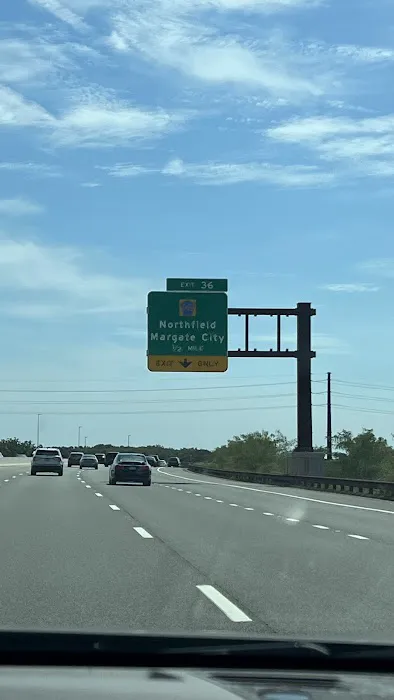 EXIT 36
Northfield
Margate City
1/2 MILE
EXIT ONLY